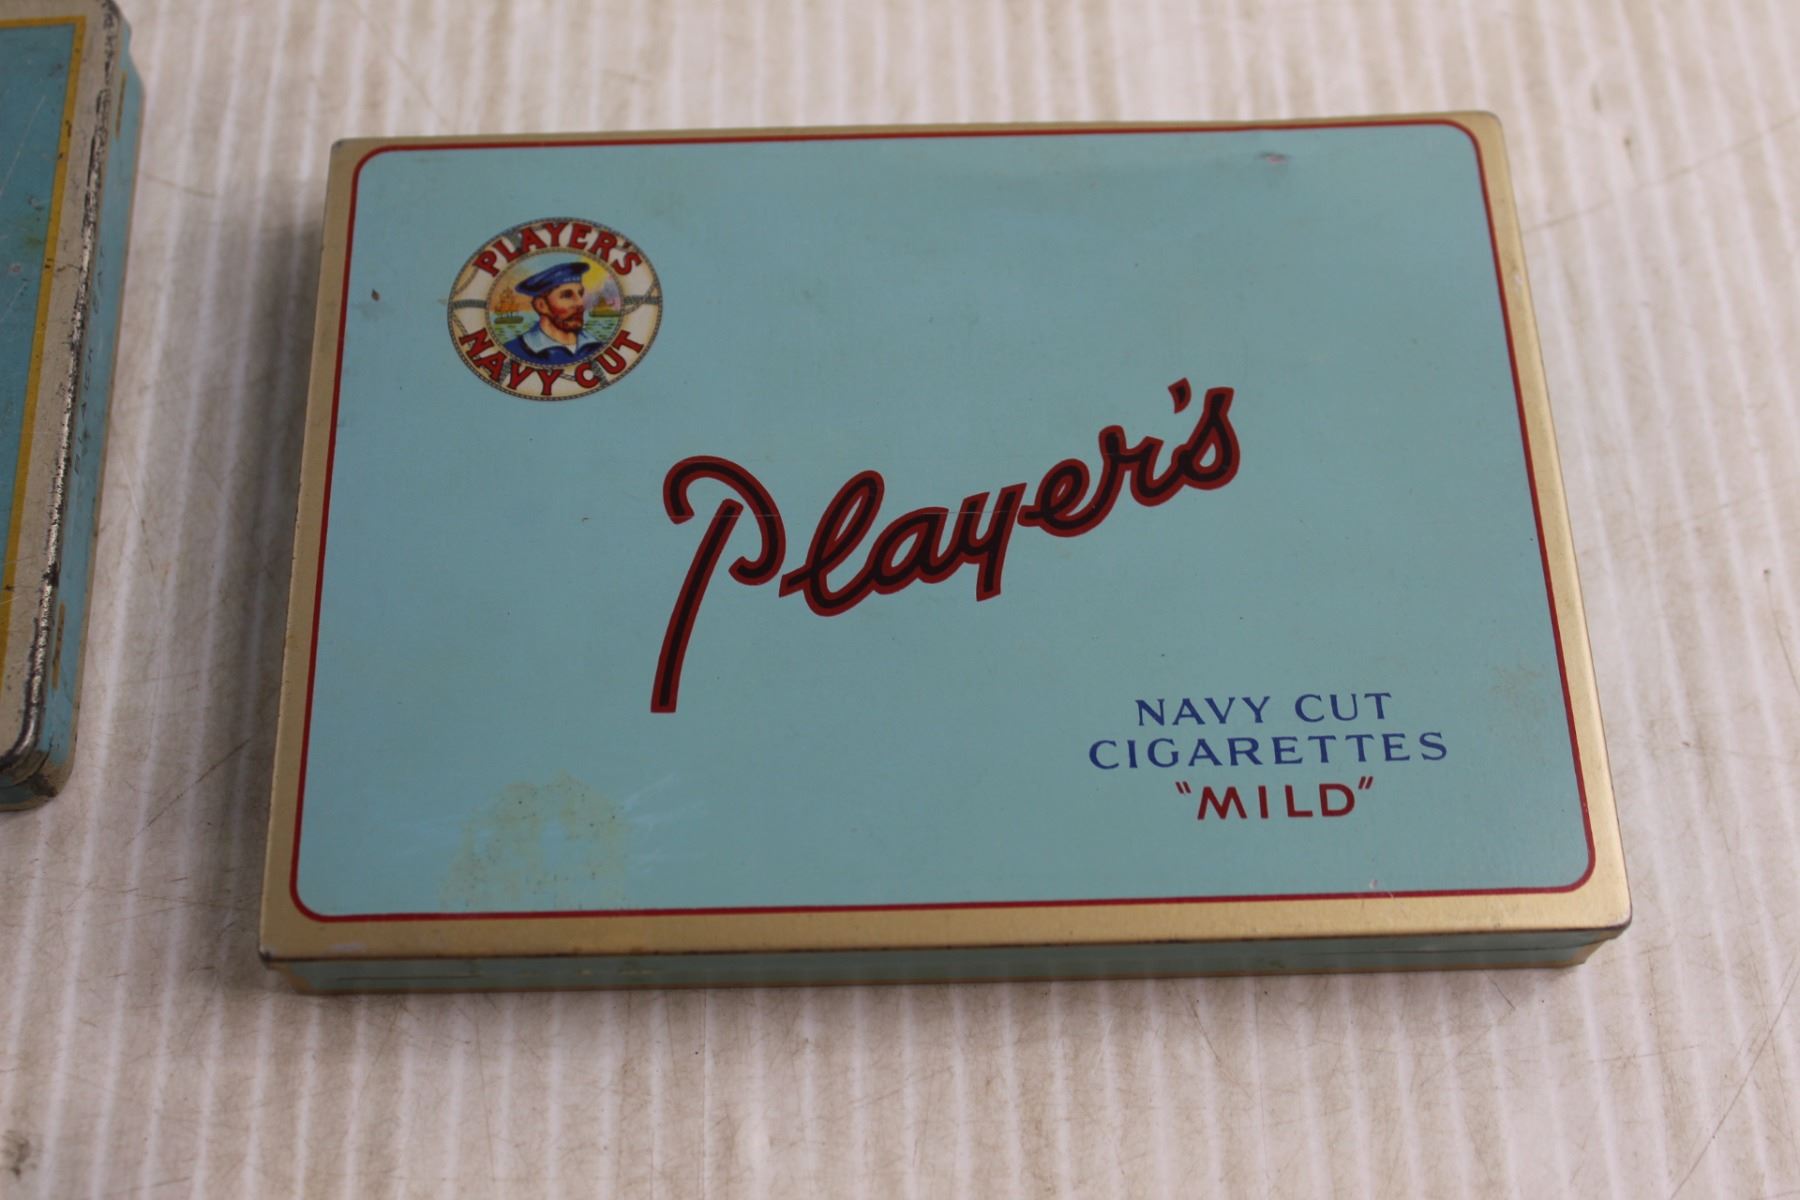 PLAYER'S
NAVY CUT
Player's
NAVY CUT
CIGARETTES
"MILD"